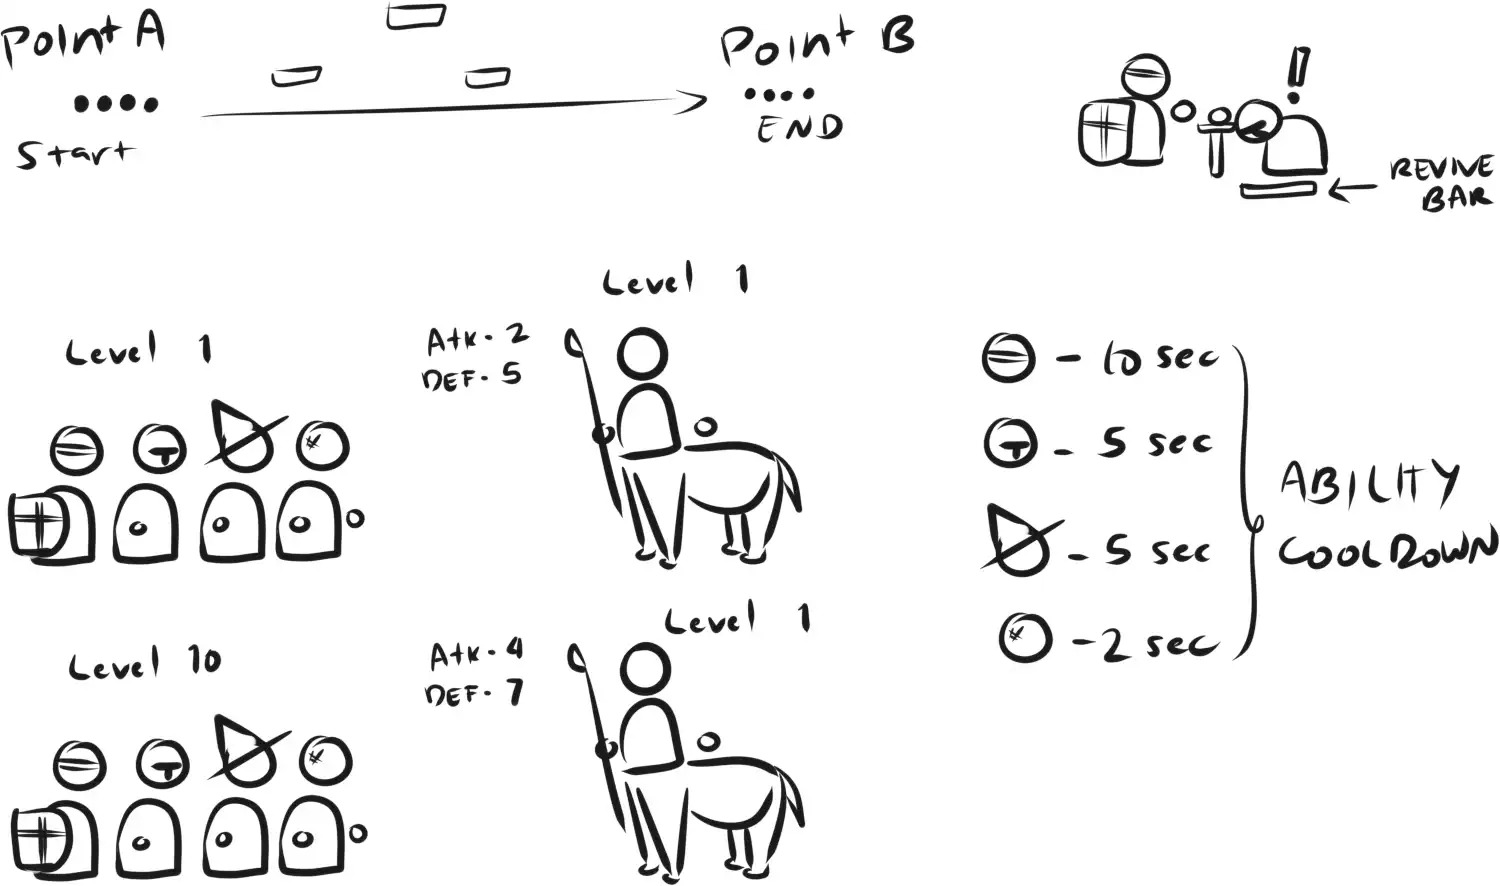 Point A
Start
Point B
END
!
REVIVE
BAR
Level 1
Level 1
Atk - 2
DEF - 5
Level 10
Level 1
Atk - 4
DEF - 7
- 10 sec
- 5 sec
- 5 sec
- 2 sec
ABILITY
COOLDOWN